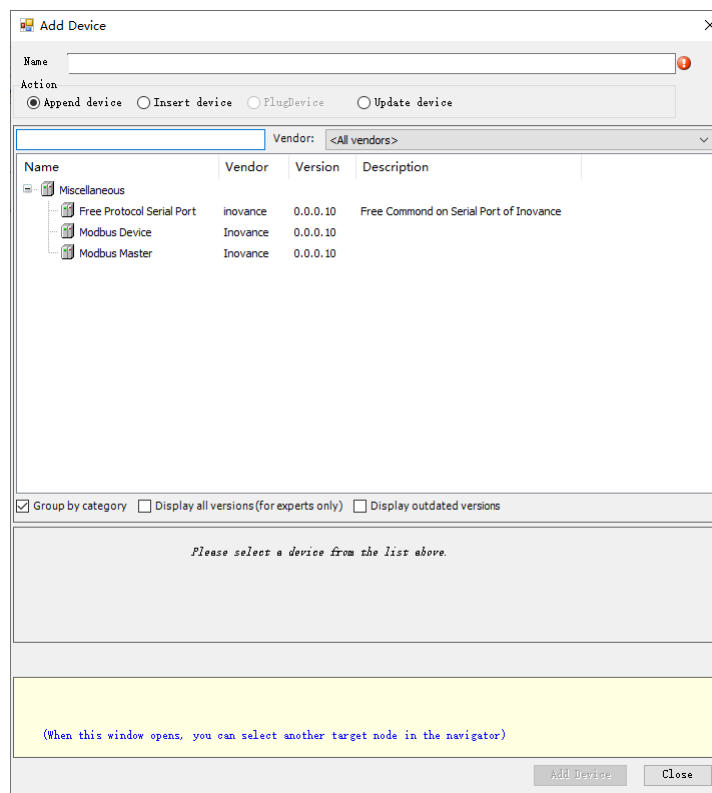 Add Device
Name
Action
Append device Insert device PlugDevice Update device
Vendor: <All vendors>
Name Vendor Version Description
Miscellaneous
Free Protocol Serial Port inovance 0.0.0.10 Free Commond on Serial Port of Inovance
Modbus Device Inovance 0.0.0.10
Modbus Master Inovance 0.0.0.10
Group by category Display all versions(for experts only) Display outdated versions
Please select a device from the list above.
(When this window opens, you can select another target node in the navigator)
Add Device Close